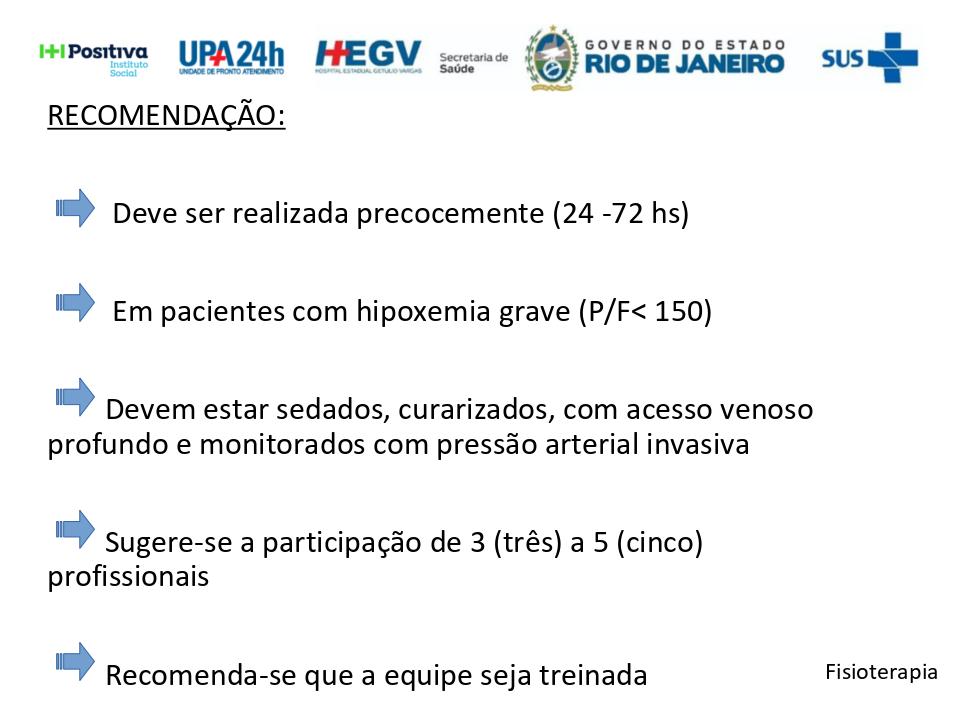 Positiva
Instituto
Social
UPA 24h
UNIDADE DE PRONTO ATENDIMENTO
HEGV
HOSPITAL ESTADUAL GETULIO VARGAS
Secretaria de
Saúde
GOVERNO DO ESTADO
RIO DE JANEIRO
SUS
RECOMENDAÇÃO:
Deve ser realizada precocemente (24 -72 hs)
Em pacientes com hipoxemia grave (P/F< 150)
Devem estar sedados, curarizados, com acesso venoso
profundo e monitorados com pressão arterial invasiva
Sugere-se a participação de 3 (três) a 5 (cinco)
profissionais
Recomenda-se que a equipe seja treinada
Fisioterapia